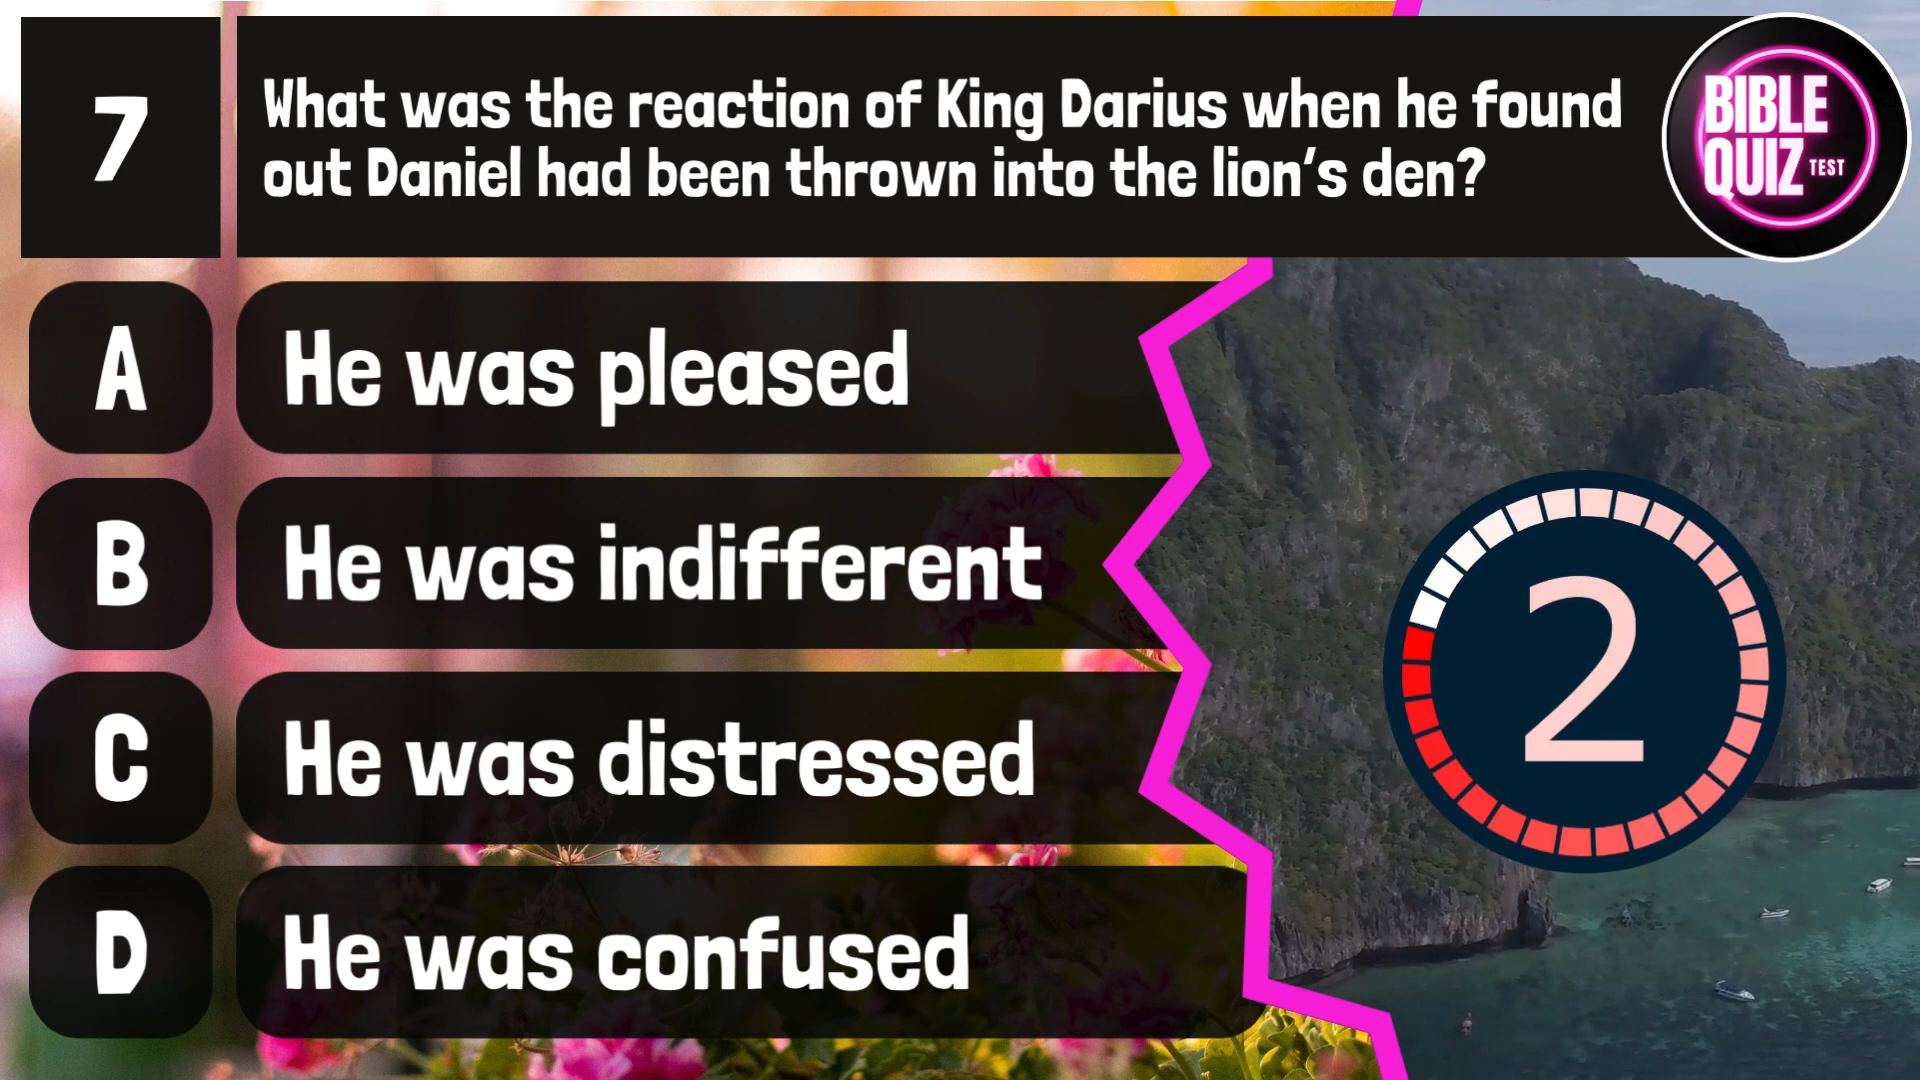 7
What was the reaction of King Darius when he found
out Daniel had been thrown into the lion's den?
BIBLE
QUIZ TEST
A
He was pleased
B
He was indifferent
C
He was distressed
D
He was confused
2